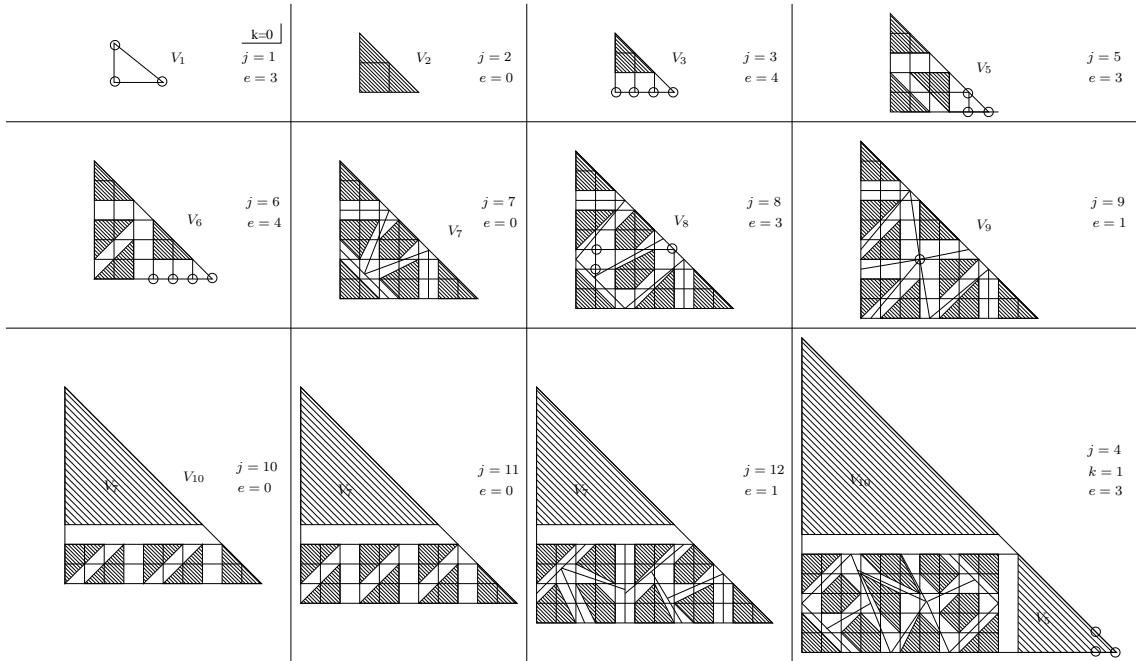 k=0
V₁
j = 1
e = 3
V₂
j = 2
e = 0
V₃
j = 3
e = 4
V₅
j = 5
e = 3
V₆
j = 6
e = 4
V₇
j = 7
e = 0
V₈
j = 8
e = 3
V₉
j = 9
e = 1
V₇
V₁₀
j = 10
e = 0
V₇
j = 11
e = 0
V₇
j = 12
e = 1
V₁₀
V₅
j = 4
k = 1
e = 3